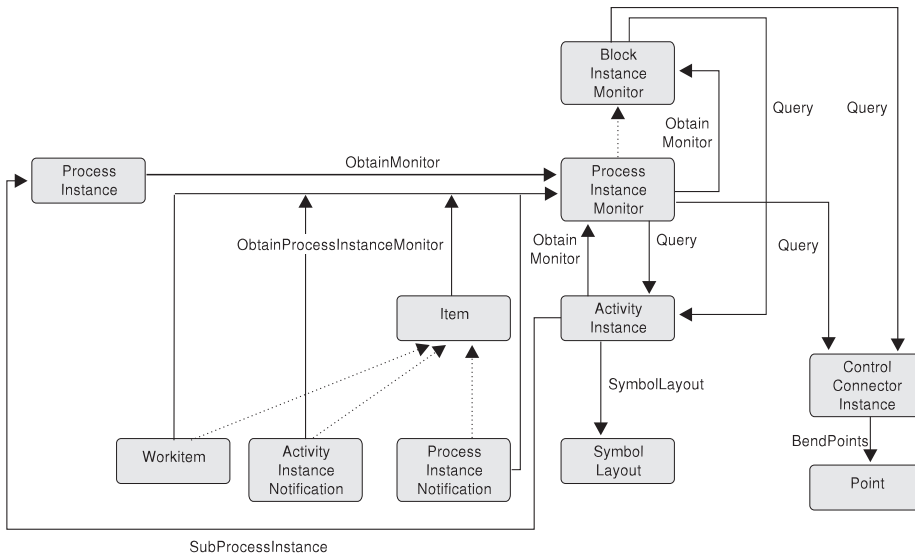 Block
Instance
Monitor
Query
Query
Obtain
Monitor
ObtainMonitor
Process
Instance
Process
Instance
Monitor
ObtainProcessInstanceMonitor
Obtain
Monitor
Query
Query
Item
Activity
Instance
Control
Connector
Instance
SymbolLayout
BendPoints
Workitem
Activity
Instance
Notification
Process
Instance
Notification
Symbol
Layout
Point
SubProcessInstance